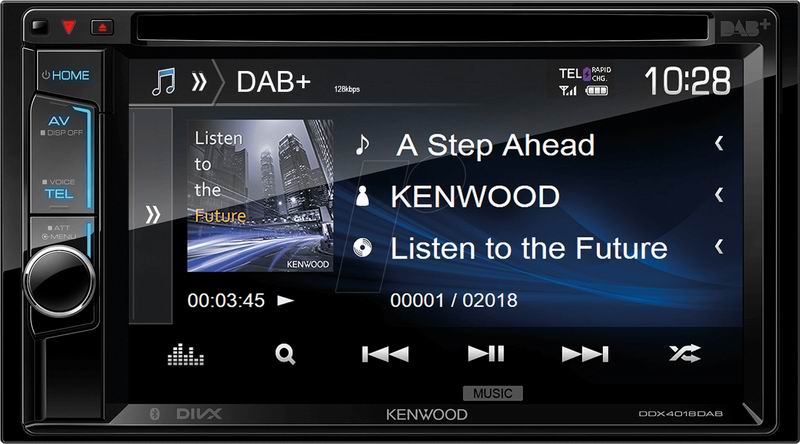 DAB+
HOME
AV
DISP OFF
VOICE
TEL
ATT
MENU
DAB+
128kbps
TEL RAPID CHG.
10:28
Listen
to
the
Future
KENWOOD
A Step Ahead
KENWOOD
Listen to the Future
00:03:45
00001 / 02018
MUSIC
DIVX
KENWOOD
DDX4018DAB